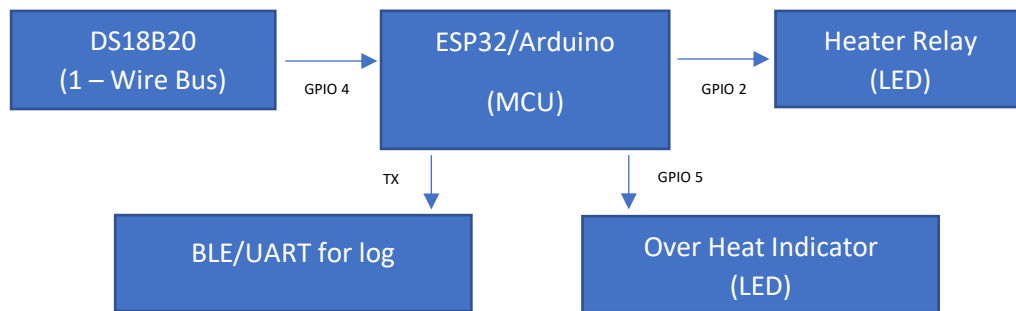 DS18B20
(1 – Wire Bus)
GPIO 4
ESP32/Arduino
(MCU)
GPIO 2
Heater Relay
(LED)
TX
GPIO 5
BLE/UART for log
Over Heat Indicator
(LED)